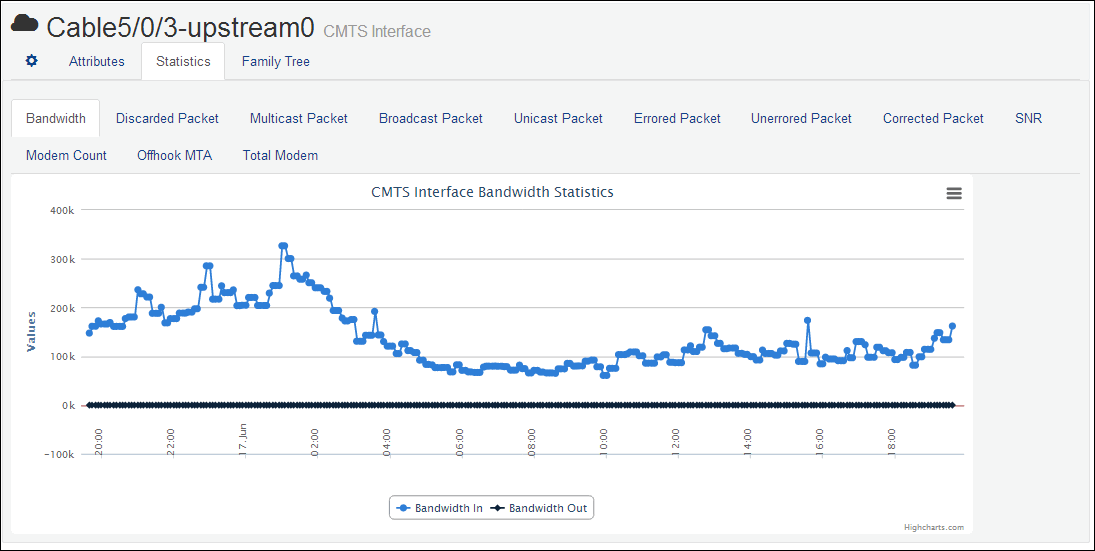 Cable5/0/3-upstream0 CMTS Interface
Attributes Statistics Family Tree
Bandwidth Discarded Packet Multicast Packet Broadcast Packet Unicast Packet Errored Packet Unerrored Packet Corrected Packet SNR
Modem Count Offhook MTA Total Modem
CMTS Interface Bandwidth Statistics
Values
400k
300k
200k
100k
0k
-100k
20:00 22:00 17. Jun 02:00 04:00 06:00 08:00 10:00 12:00 14:00 16:00 18:00
Bandwidth In Bandwidth Out
Highcharts.com